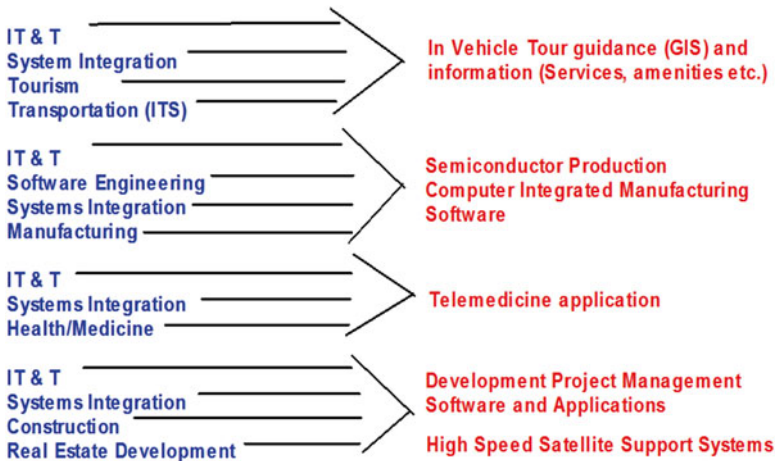 IT & T
System Integration
Tourism
Transportation (ITS)
In Vehicle Tour guidance (GIS) and
information (Services, amenities etc.)
IT & T
Software Engineering
Systems Integration
Manufacturing
Semiconductor Production
Computer Integrated Manufacturing
Software
IT & T
Systems Integration
Health/Medicine
Telemedicine application
IT & T
Systems Integration
Construction
Real Estate Development
Development Project Management
Software and Applications
High Speed Satellite Support Systems